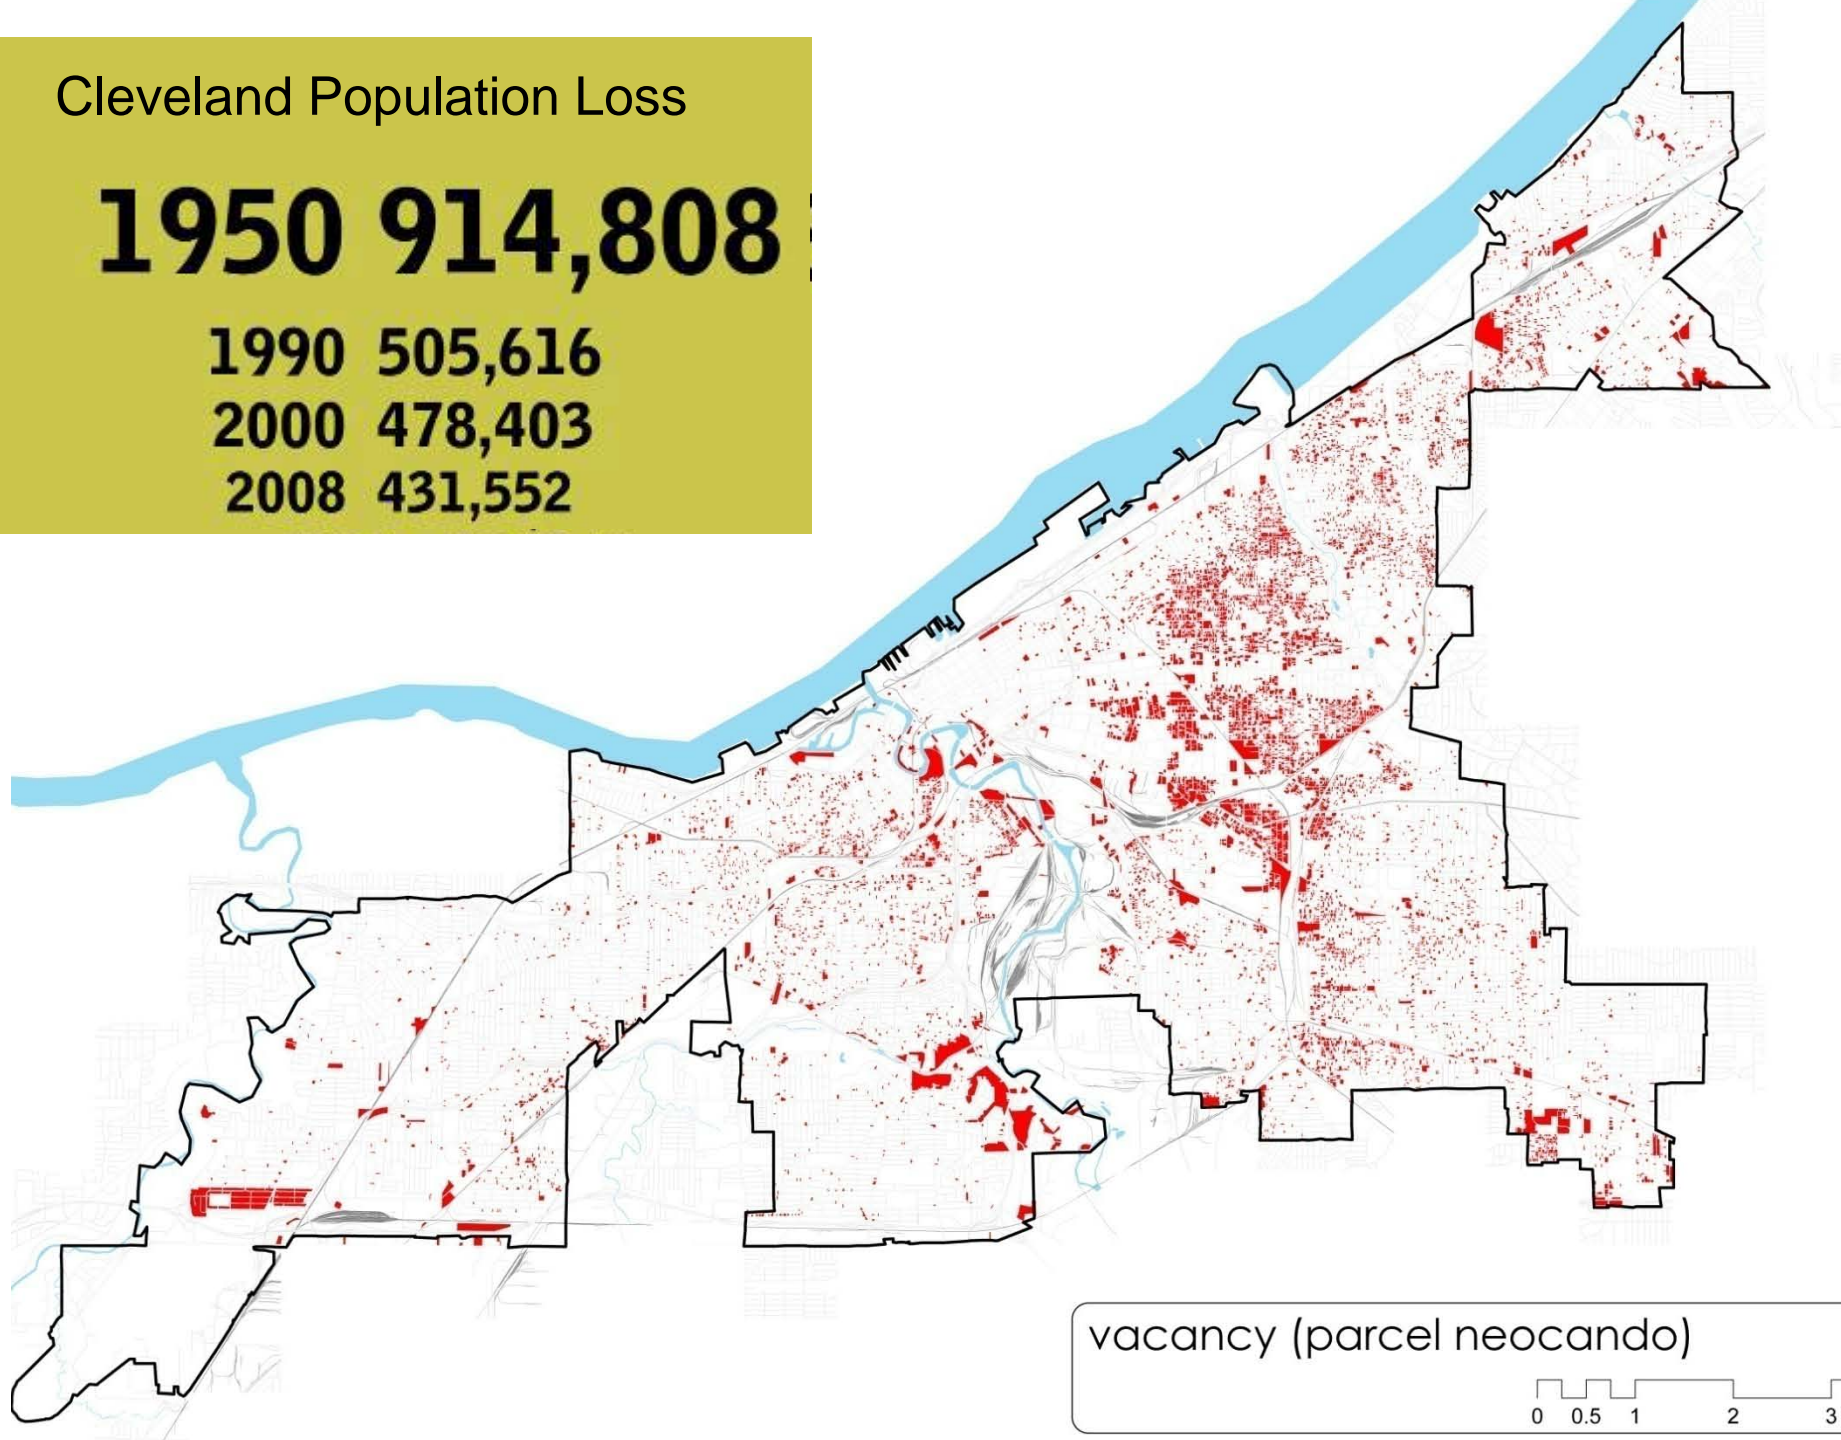 Cleveland Population Loss
1950 914,808
1990 505,616
2000 478,403
2008 431,552
vacancy (parcel neocando)
0 0.5 1 2 3